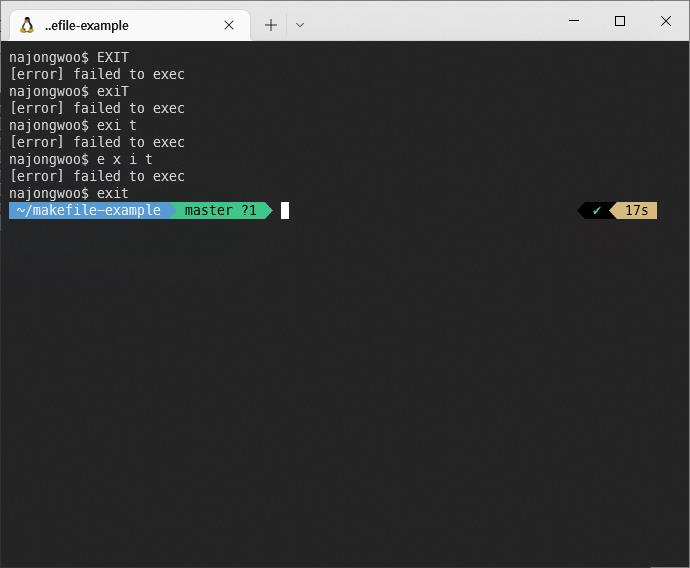 ..efile-example
najongwoo$ EXIT
[error] failed to exec
najongwoo$ exiT
[error] failed to exec
najongwoo$ exi t
[error] failed to exec
najongwoo$ e x i t
[error] failed to exec
najongwoo$ exit
~/makefile-example master ?1 ✔ 17s